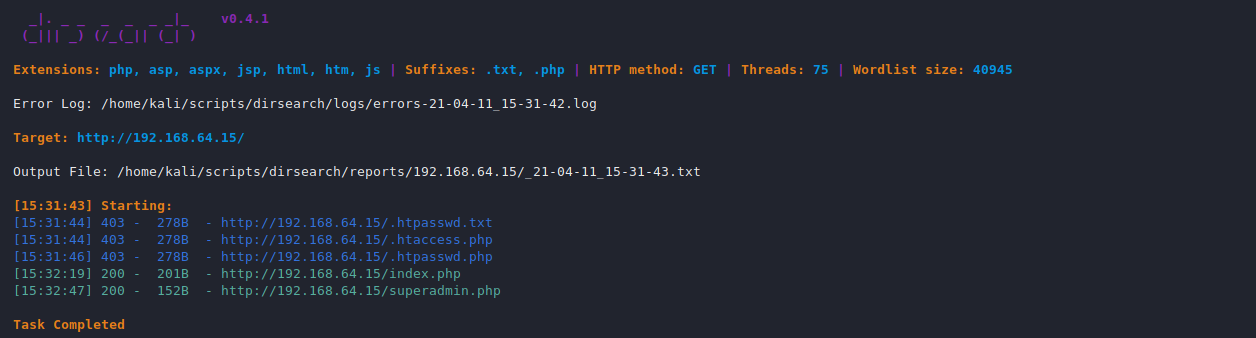 _|. _ _  _  _  _ _|_    v0.4.1
(_||| _) (/_(_|| (_| )
Extensions: php, asp, aspx, jsp, html, htm, js | Suffixes: .txt, .php | HTTP method: GET | Threads: 75 | Wordlist size: 40945
Error Log: /home/kali/scripts/dirsearch/logs/errors-21-04-11_15-31-42.log
Target: http://192.168.64.15/
Output File: /home/kali/scripts/dirsearch/reports/192.168.64.15/_21-04-11_15-31-43.txt
[15:31:43] Starting:
[15:31:44] 403 -  278B  - http://192.168.64.15/.htpasswd.txt
[15:31:44] 403 -  278B  - http://192.168.64.15/.htaccess.php
[15:31:46] 403 -  278B  - http://192.168.64.15/.htpasswd.php
[15:32:19] 200 -  201B  - http://192.168.64.15/index.php
[15:32:47] 200 -  152B  - http://192.168.64.15/superadmin.php
Task Completed